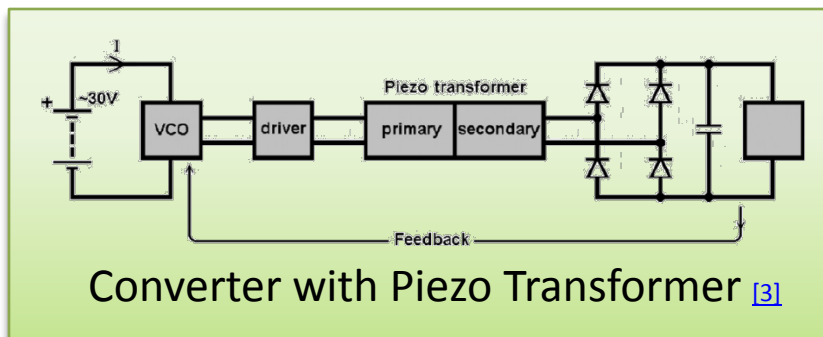 I
+
~30V
Piezo transformer
VCO
driver
primary
secondary
Feedback
Converter with Piezo Transformer [3]